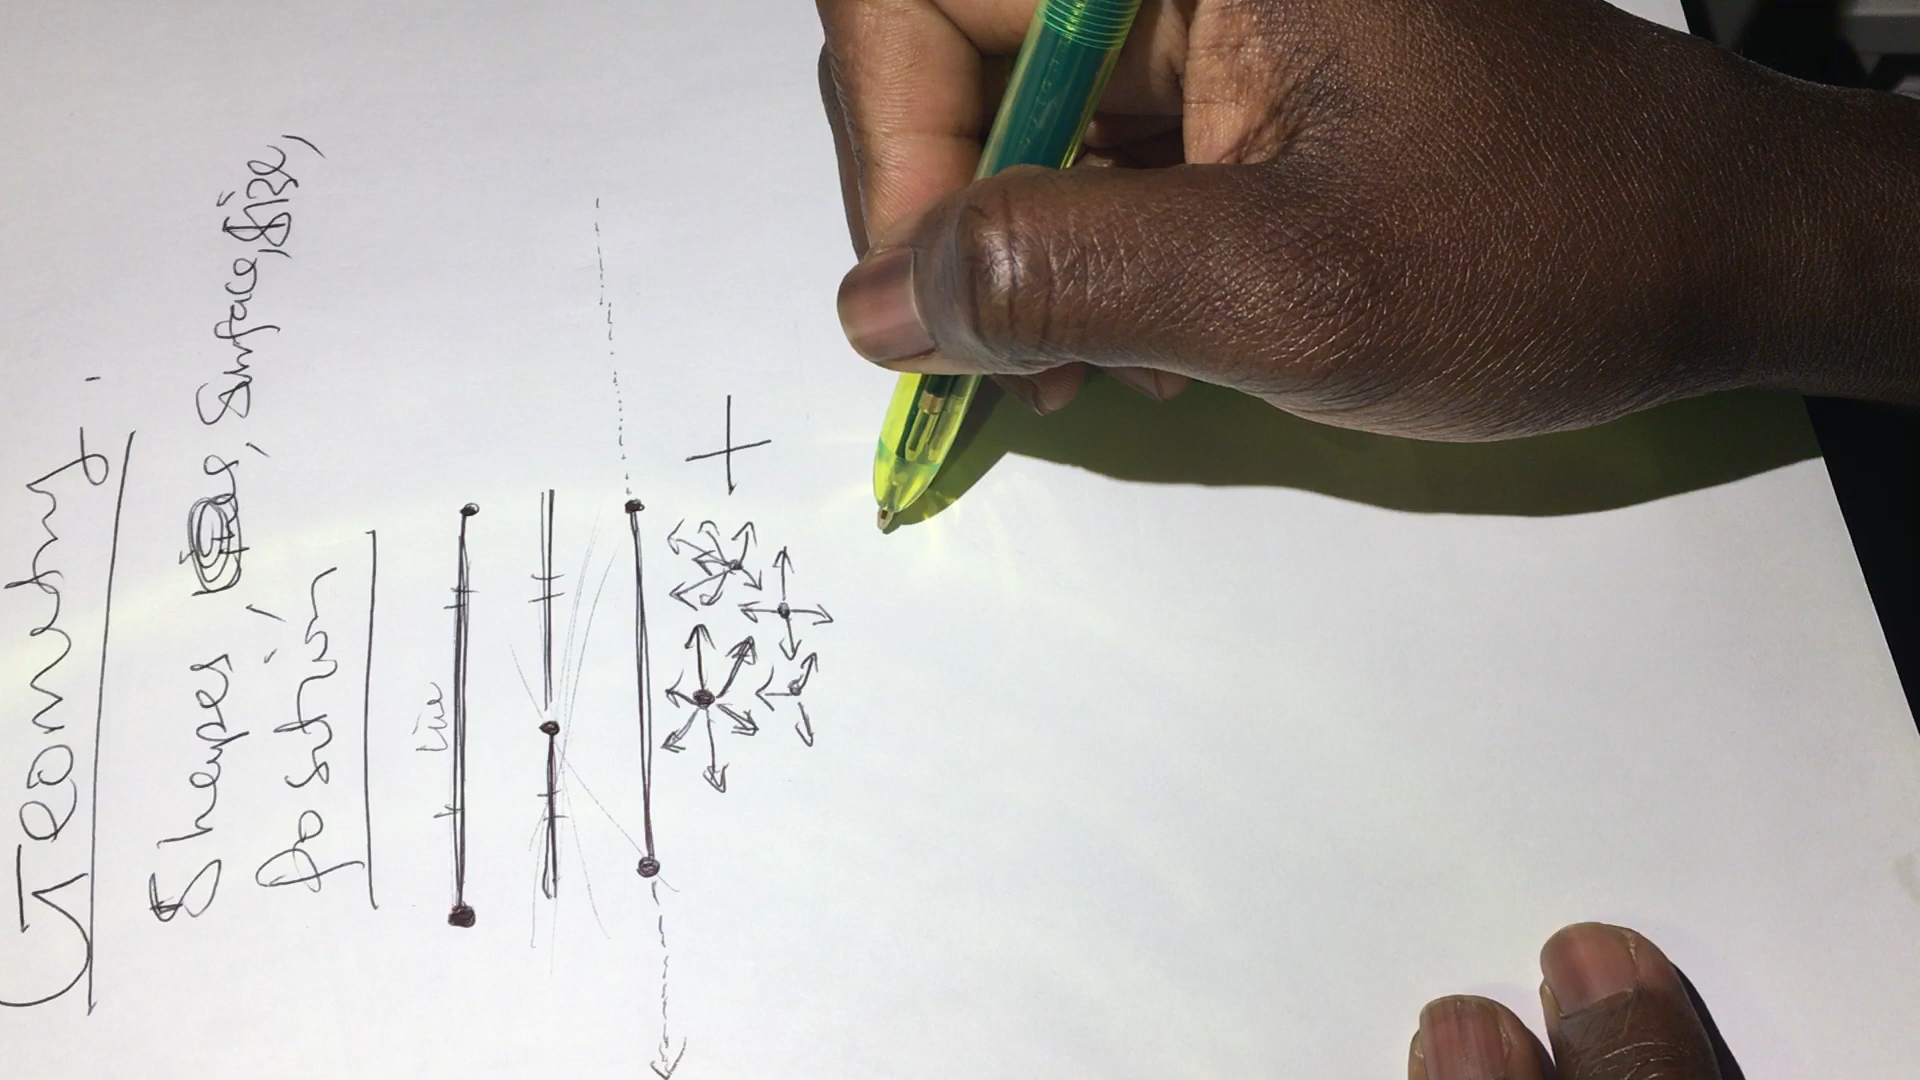 Geometry.
Shapes, Surface, Size,
position
line